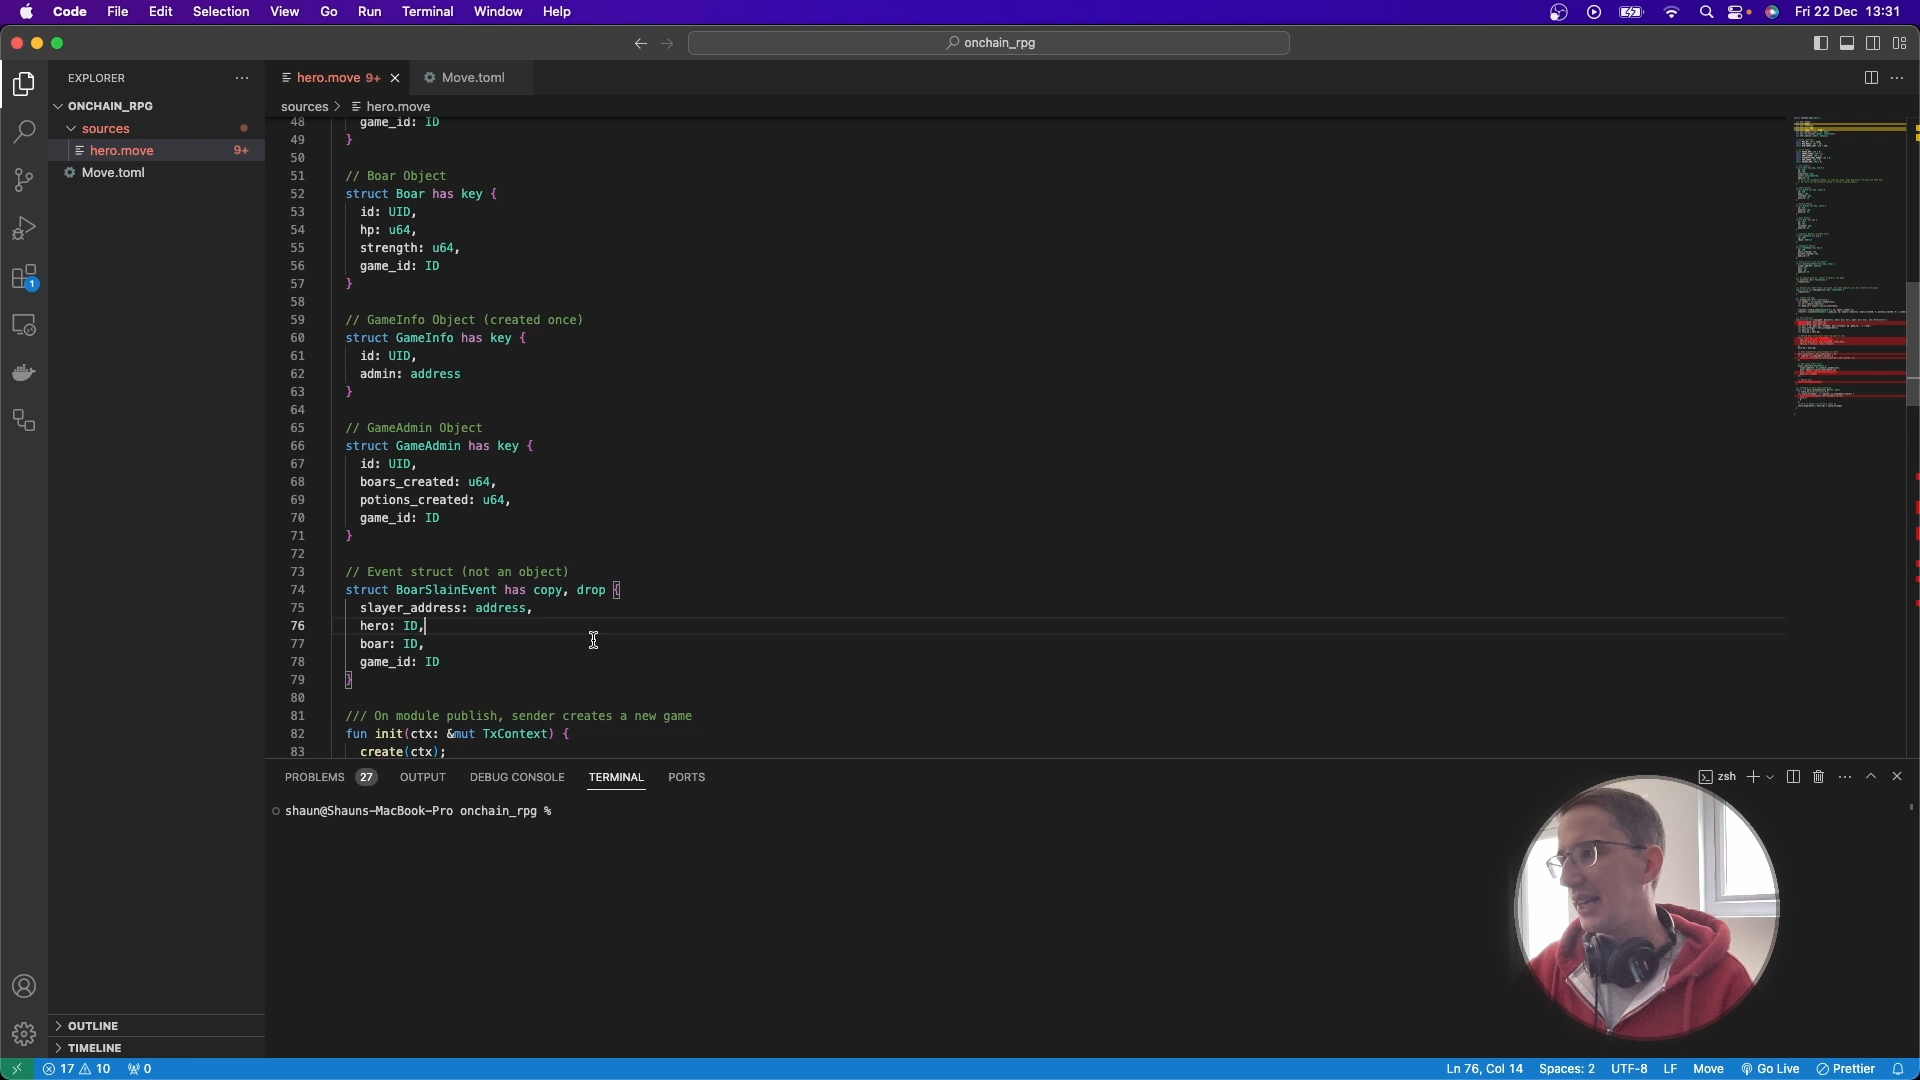 Code File Edit Selection View Go Run Terminal Window Help Fri 22 Dec 13:31
onchain_rpg
EXPLORER
ONCHAIN_RPG
sources
hero.move 9+
Move.toml
OUTLINE
TIMELINE
1
hero.move 9+ Move.toml
sources > hero.move
48 game_id: ID
49 }
50
51 // Boar Object
52 struct Boar has key {
53 id: UID,
54 hp: u64,
55 strength: u64,
56 game_id: ID
57 }
58
59 // GameInfo Object (created once)
60 struct GameInfo has key {
61 id: UID,
62 admin: address
63 }
64
65 // GameAdmin Object
66 struct GameAdmin has key {
67 id: UID,
68 boars_created: u64,
69 potions_created: u64,
70 game_id: ID
71 }
72
73 // Event struct (not an object)
74 struct BoarSlainEvent has copy, drop {
75 slayer_address: address,
76 hero: ID,
77 boar: ID,
78 game_id: ID
79 }
80
81 /// On module publish, sender creates a new game
82 fun init(ctx: &mut TxContext) {
83 create(ctx);
PROBLEMS 27 OUTPUT DEBUG CONSOLE TERMINAL PORTS
zsh
shaun@Shauns-MacBook-Pro onchain_rpg %
17 10 0 Ln 76, Col 14 Spaces: 2 UTF-8 LF Move Go Live Prettier